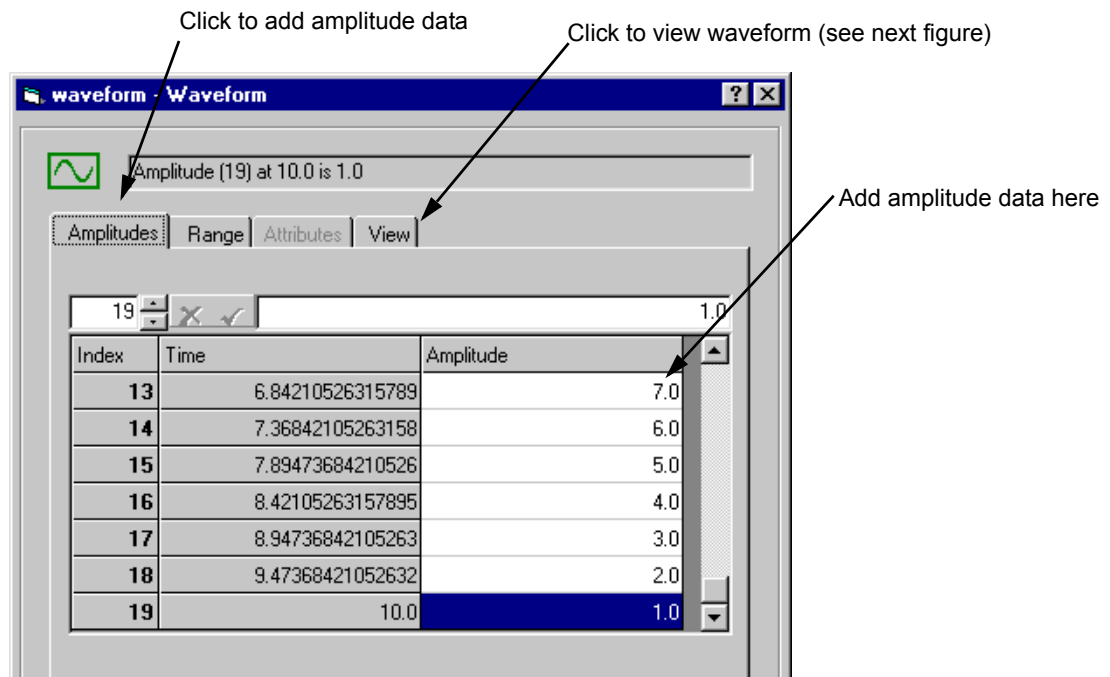 Click to add amplitude data
Click to view waveform (see next figure)
waveform - Waveform
Amplitude (19) at 10.0 is 1.0
Add amplitude data here
Amplitudes Range Attributes View
19 1.0
Index Time Amplitude
13 6.84210526315789 7.0
14 7.36842105263158 6.0
15 7.89473684210526 5.0
16 8.42105263157895 4.0
17 8.94736842105263 3.0
18 9.47368421052632 2.0
19 10.0 1.0